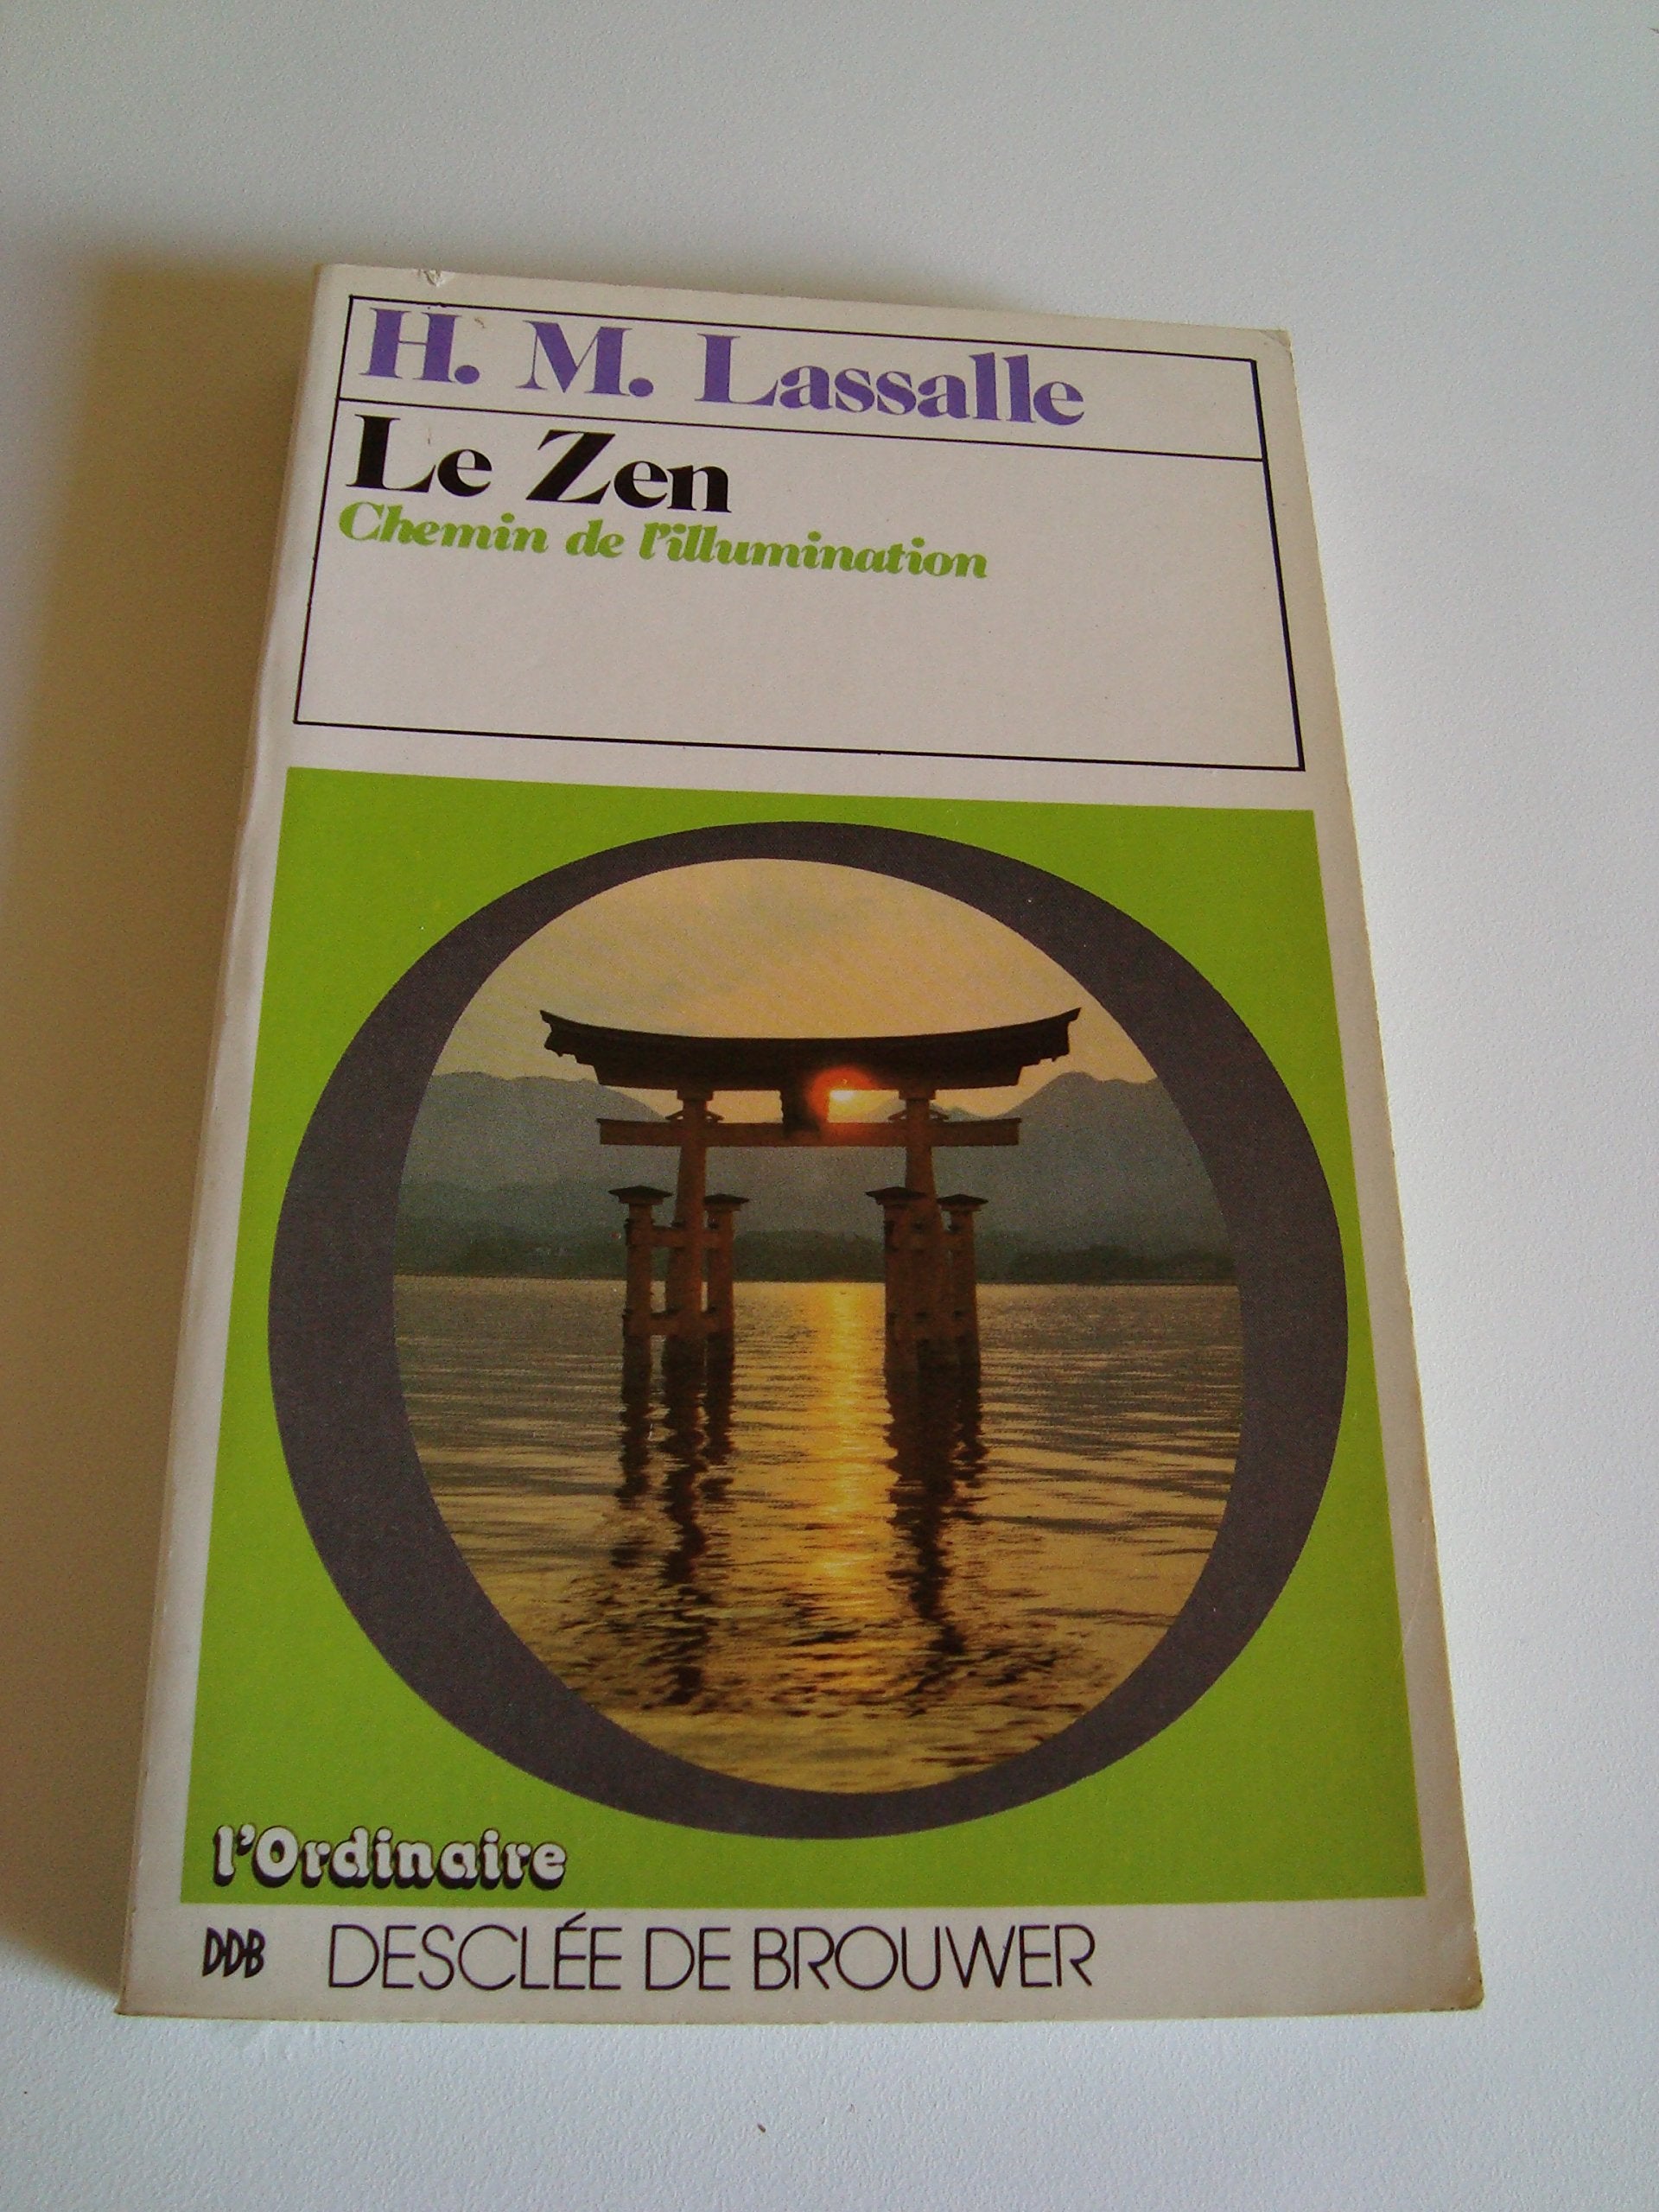 H. M. Lassalle
Le Zen
Chemin de l'illumination
l'Ordinaire
DDB DESCLÉE DE BROUWER